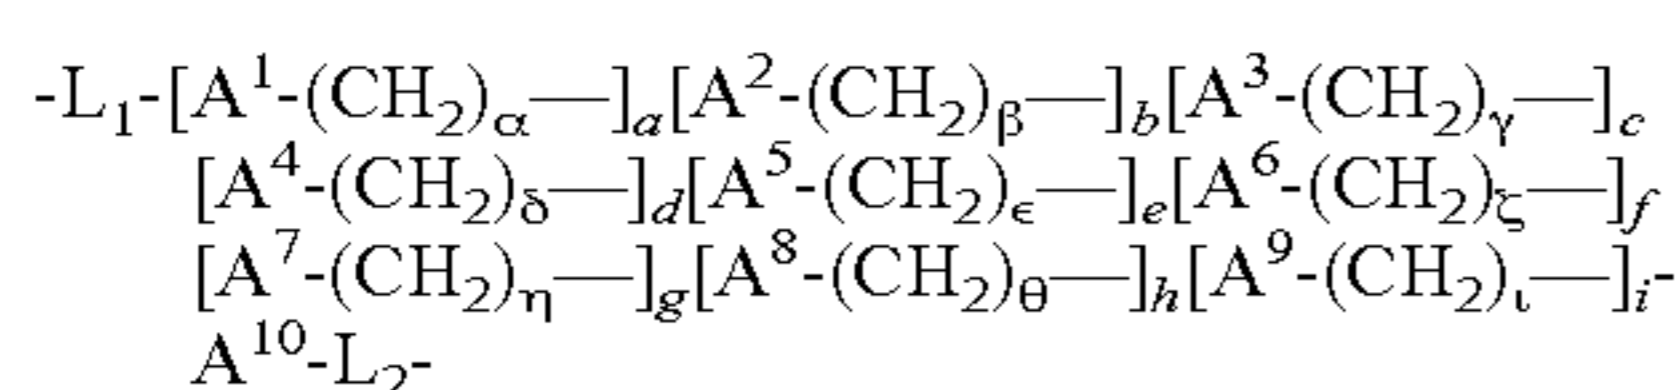 -L₁-[A¹-(CH₂)α—]a[A²-(CH₂)β—]b[A³-(CH₂)γ—]c
[A⁴-(CH₂)δ—]d[A⁵-(CH₂)ϵ—]e[A⁶-(CH₂)ζ—]f
[A⁷-(CH₂)η—]g[A⁸-(CH₂)θ—]h[A⁹-(CH₂)ι—]i-
A¹⁰-L₂-